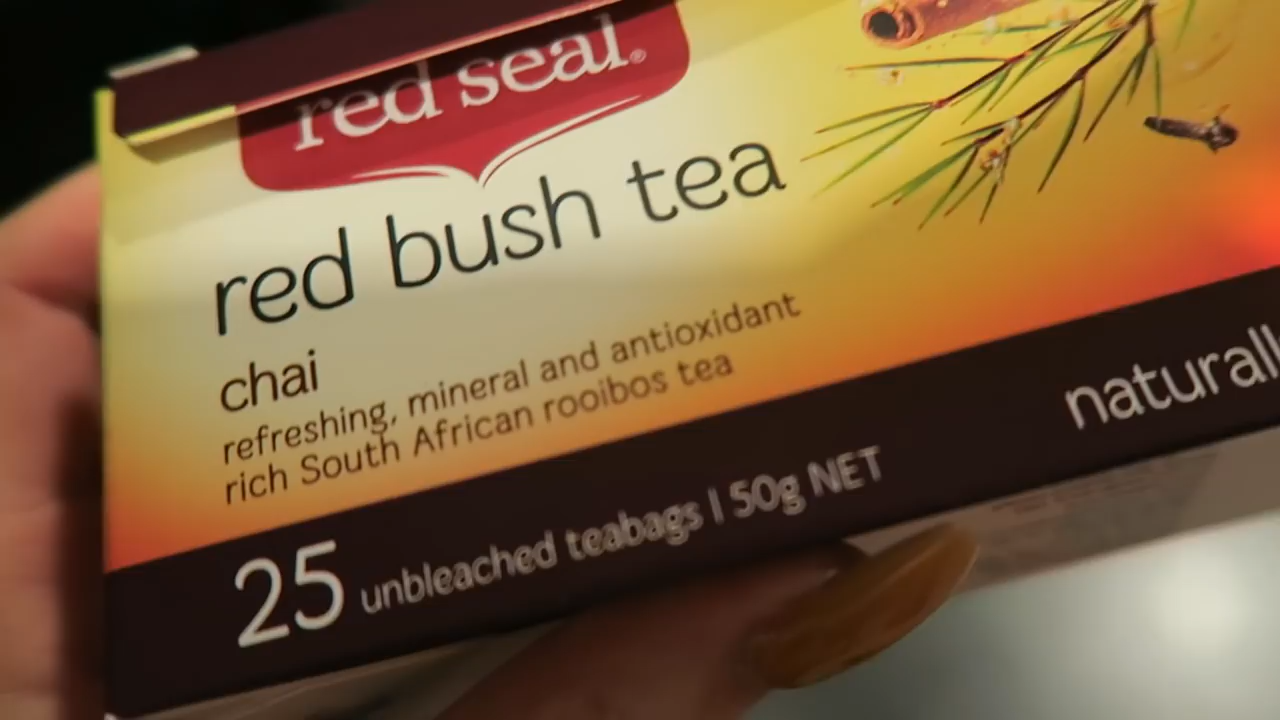 red seal®
red bush tea
chai
refreshing, mineral and antioxidant
rich South African rooibos tea
25 unbleached teabags | 50g NET